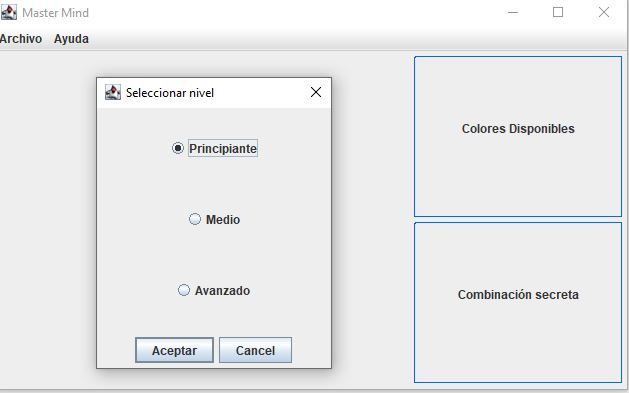 Master Mind
Archivo Ayuda
Seleccionar nivel
Principiante
Medio
Avanzado
Aceptar Cancel
Colores Disponibles
Combinación secreta